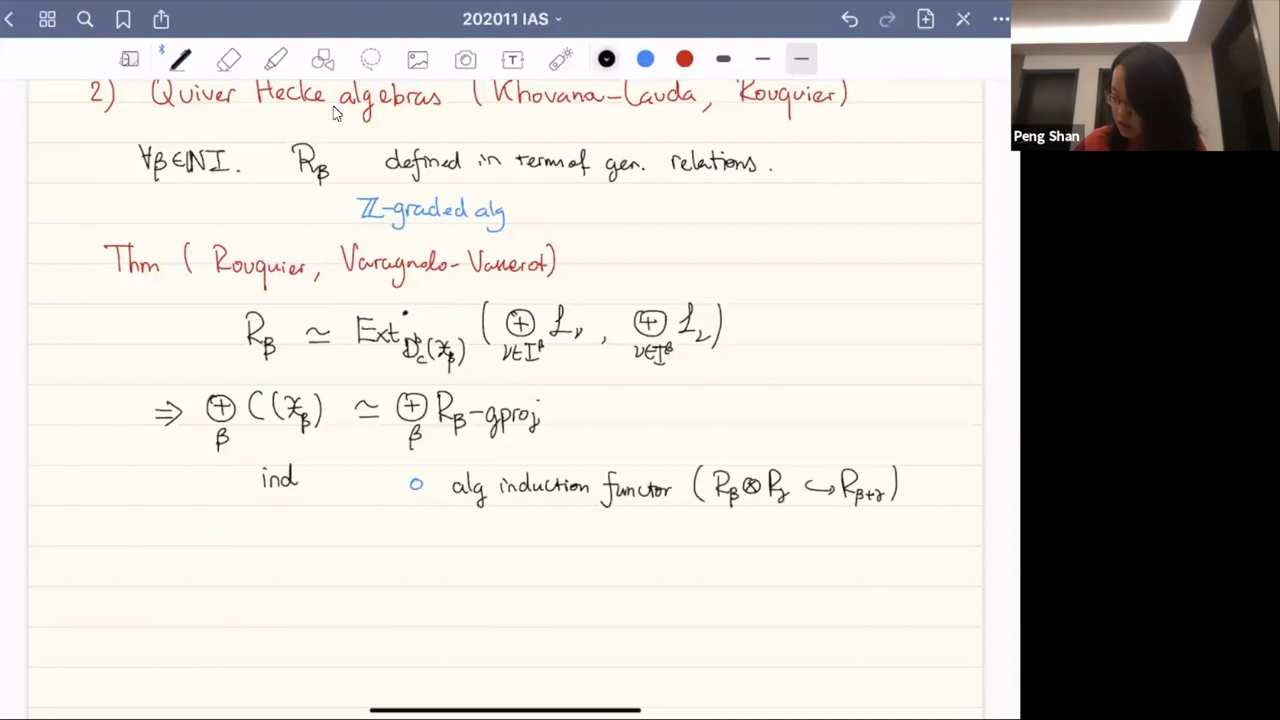 202011 IAS
2) Quiver Hecke algebras (Khovanov-Lauda, Rouquier)
∀β∈ℕI. R_β defined in term of gen. relations.
ℤ-graded alg
Thm (Rouquier, Varagnolo-Vasserot)
R_β ≃ Ext^•_{D^b_c(𝒳_β)} (⊕_{ν∈I^β} ℒ_ν, ⊕_{ν∈I^β} ℒ_ν)
⇒ ⊕_β C(𝒳_β) ≃ ⊕_β R_β-gproj
ind ○ alg induction functor (R_β⊗R_γ ↪ R_{β+γ})
Peng Shan